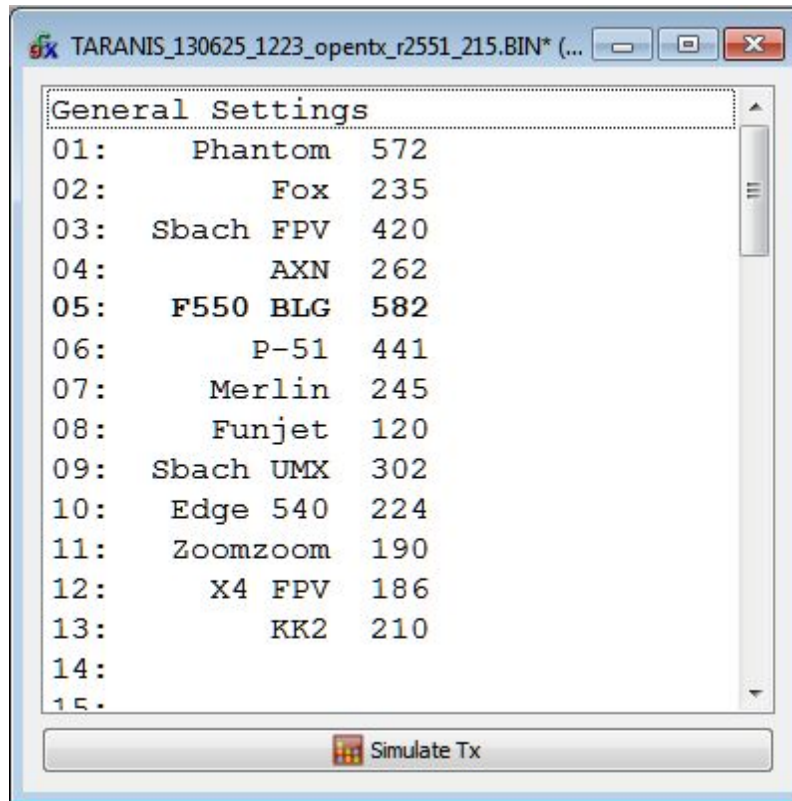 TARANIS_130625_1223_opentx_r2551_215.BIN* (...
General Settings
01: Phantom 572
02: Fox 235
03: Sbach FPV 420
04: AXN 262
05: F550 BLG 582
06: P-51 441
07: Merlin 245
08: Funjet 120
09: Sbach UMX 302
10: Edge 540 224
11: Zoomzoom 190
12: X4 FPV 186
13: KK2 210
14:
15:
Simulate Tx